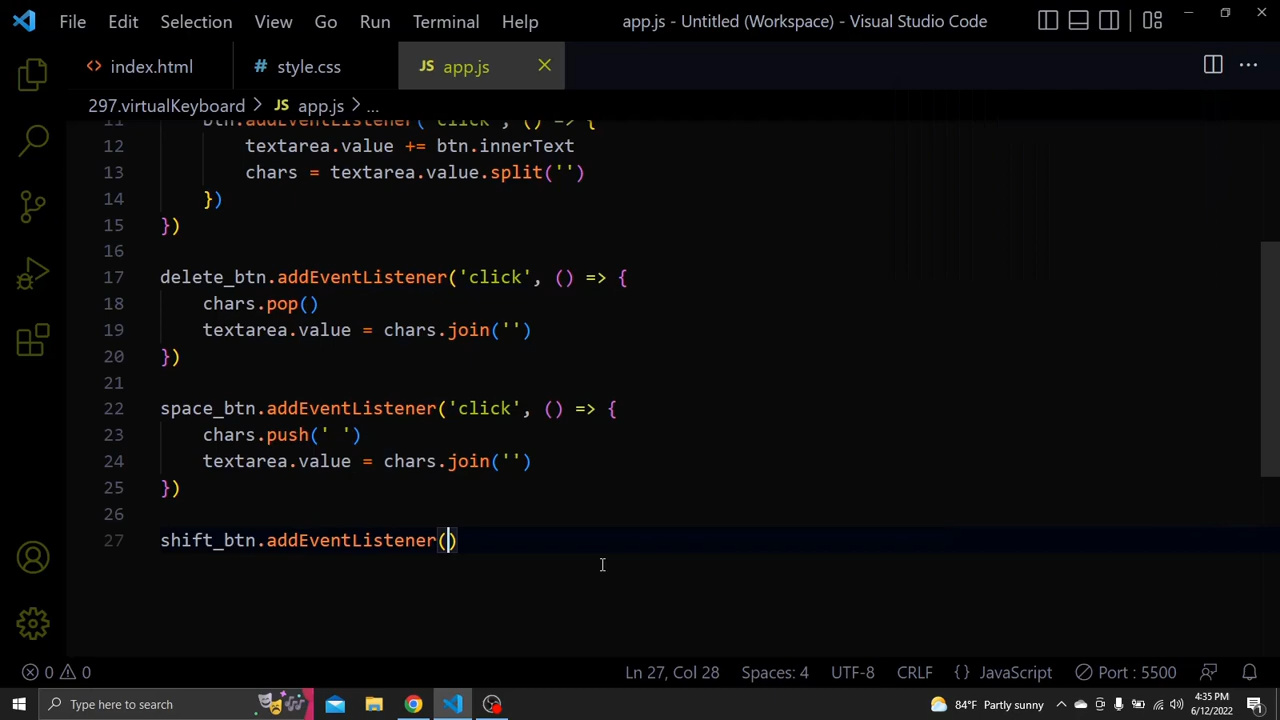 File Edit Selection View Go Run Terminal Help app.js - Untitled (Workspace) - Visual Studio Code
index.html # style.css JS app.js
297.virtualKeyboard > JS app.js > ...
11 btn.addEventListener('click', () => {
12 textarea.value += btn.innerText
13 chars = textarea.value.split('')
14 })
15 })
16
17 delete_btn.addEventListener('click', () => {
18 chars.pop()
19 textarea.value = chars.join('')
20 })
21
22 space_btn.addEventListener('click', () => {
23 chars.push(' ')
24 textarea.value = chars.join('')
25 })
26
27 shift_btn.addEventListener()
0 0 Ln 27, Col 28 Spaces: 4 UTF-8 CRLF {} JavaScript Port : 5500
Type here to search 84°F Partly sunny 4:35 PM
6/12/2022 1